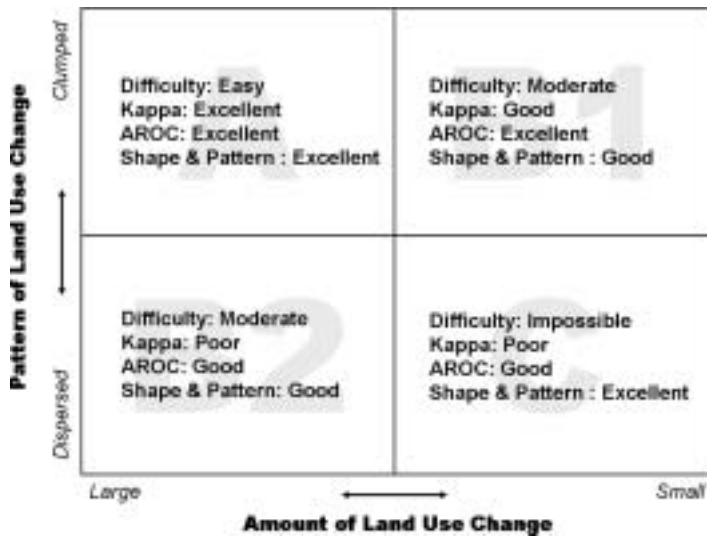 Clumped
Pattern of Land Use Change
Dispersed
A
Difficulty: Easy
Kappa: Excellent
AROC: Excellent
Shape & Pattern : Excellent
B1
Difficulty: Moderate
Kappa: Good
AROC: Excellent
Shape & Pattern : Good
B2
Difficulty: Moderate
Kappa: Poor
AROC: Good
Shape & Pattern: Good
C
Difficulty: Impossible
Kappa: Poor
AROC: Good
Shape & Pattern : Excellent
Large
Small
Amount of Land Use Change